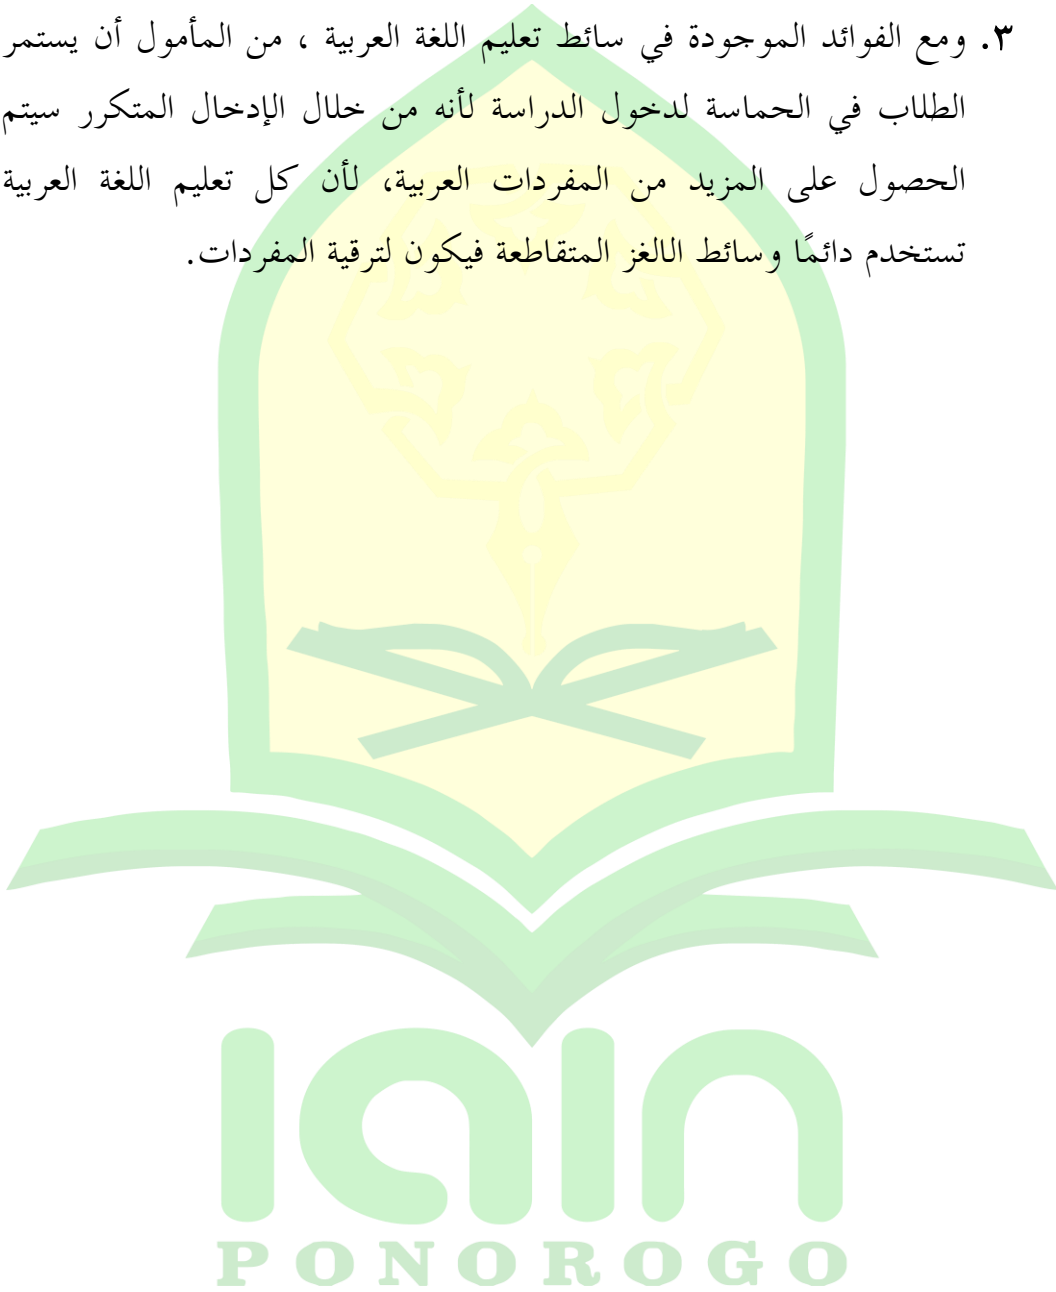 ٣. ومع الفوائد الموجودة في سائط تعليم اللغة العربية ، من المأمول أن يستمر
الطلاب في الحماسة لدخول الدراسة لأنه من خلال الإدخال المتكرر سيتم
الحصول على المزيد من المفردات العربية، لأن كل تعليم اللغة العربية
تستخدم دائمًا وسائط اللغز المتقاطعة فيكون لترقية المفردات.
iain
PONOROGO